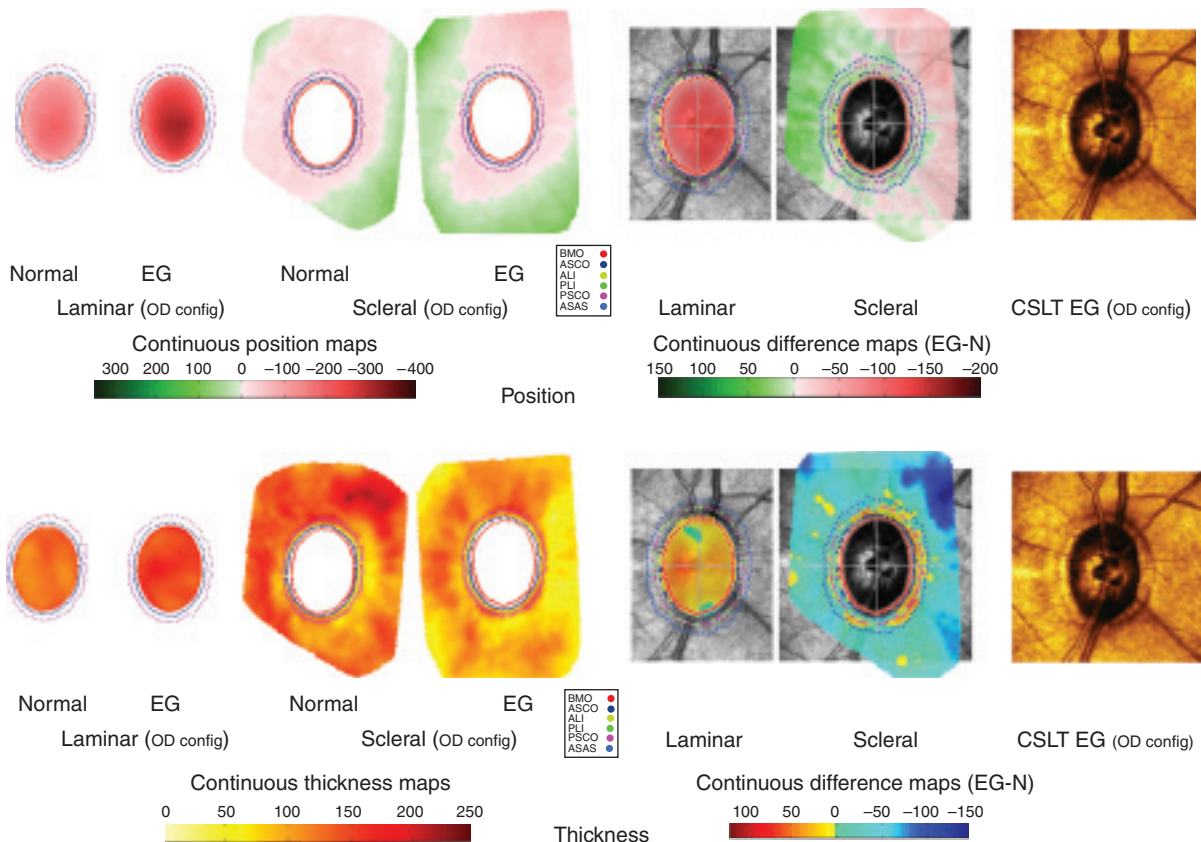 Normal EG Normal EG
BMO
ASCO
ALI
PLI
PSCO
ASAS
Laminar (OD config) Scleral (OD config) Laminar Scleral CSLT EG (OD config)
Continuous position maps
300 200 100 0 −100 −200 −300 −400
Position
Continuous difference maps (EG-N)
150 100 50 0 −50 −100 −150 −200
Normal EG Normal EG
BMO
ASCO
ALI
PLI
PSCO
ASAS
Laminar (OD config) Scleral (OD config) Laminar Scleral CSLT EG (OD config)
Continuous thickness maps
0 50 100 150 200 250
Thickness
Continuous difference maps (EG-N)
100 50 0 −50 −100 −150